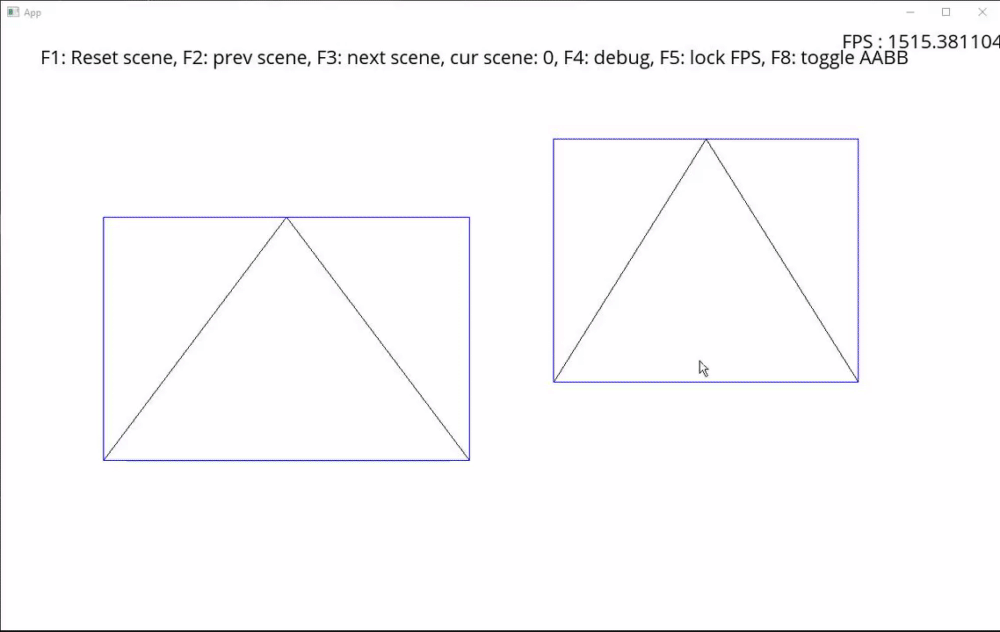 App
FPS : 1515.381104
F1: Reset scene, F2: prev scene, F3: next scene, cur scene: 0, F4: debug, F5: lock FPS, F8: toggle AABB